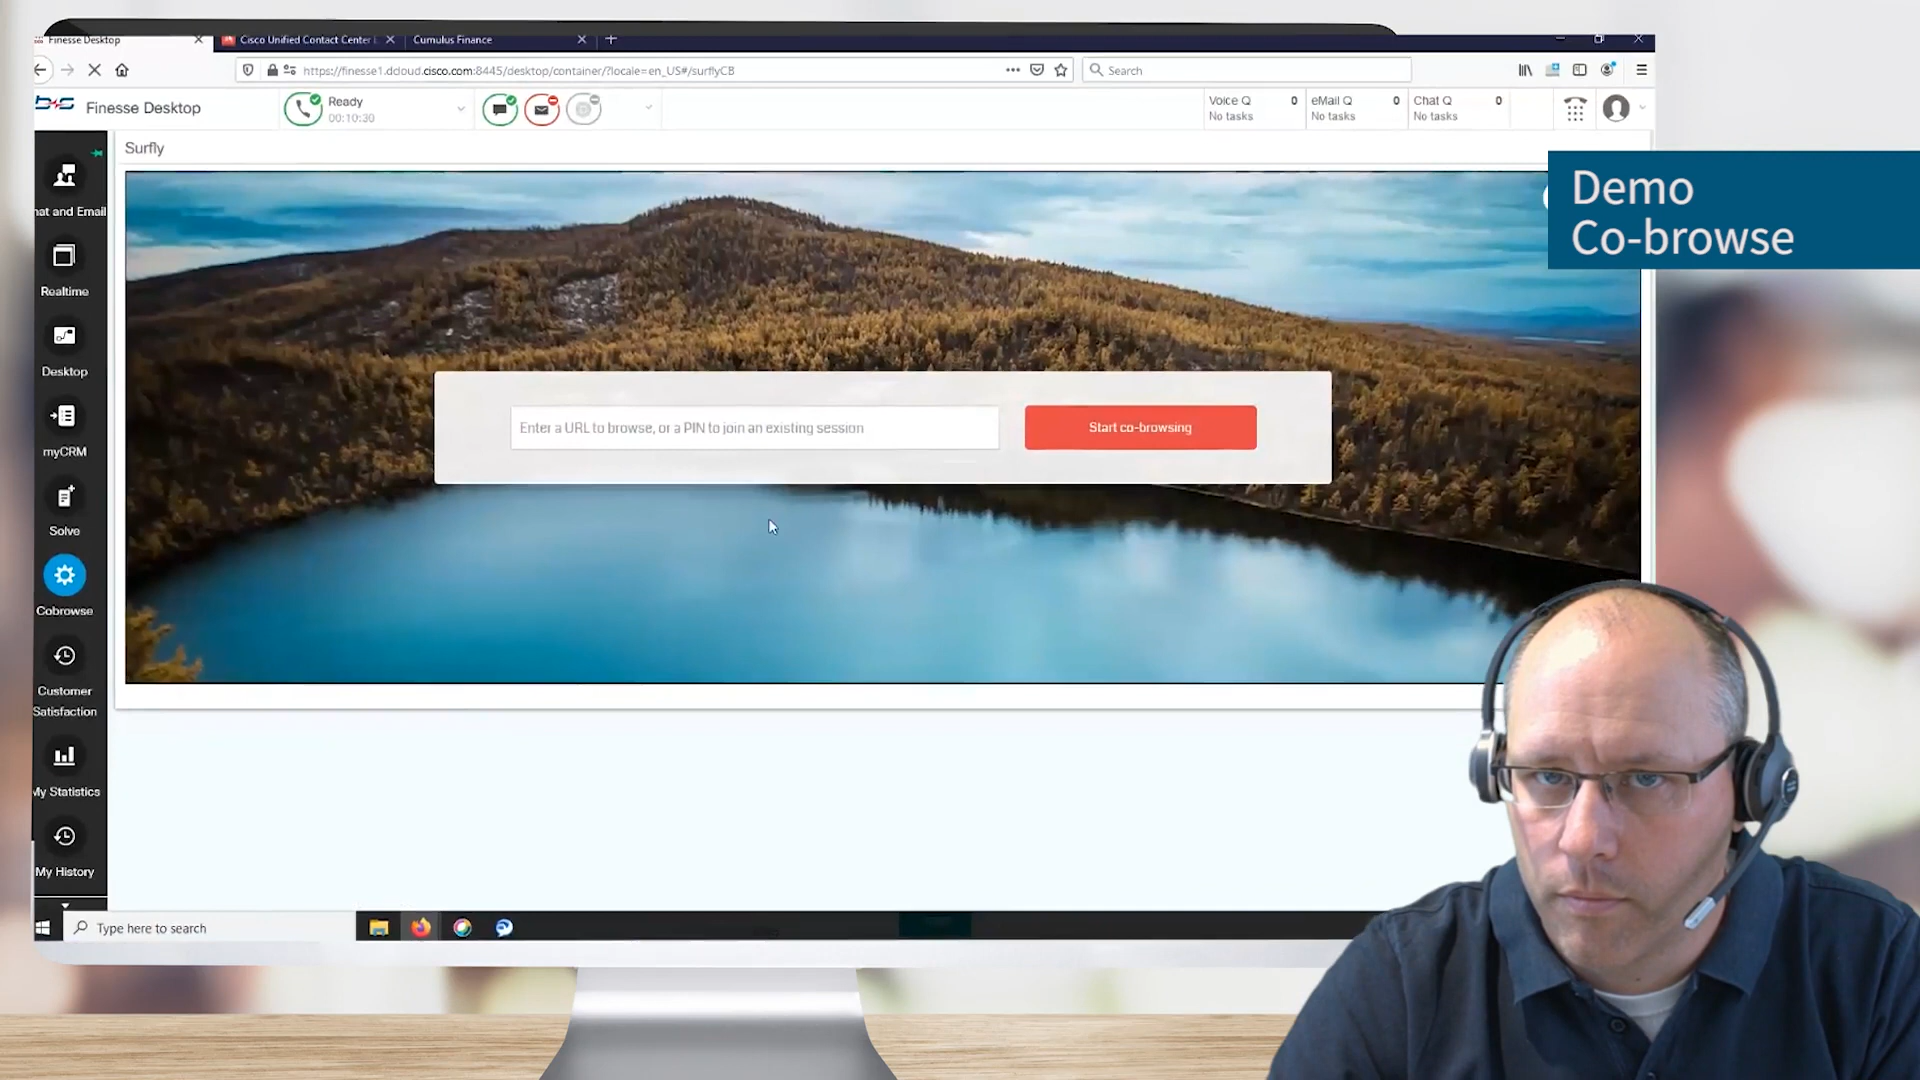 Finesse Desktop
Cisco Unified Contact Center
Cumulus Finance
https://finesse1.dcloud.cisco.com:8445/desktop/container/?locale=en_US#/surflyCB
Search
b+s
Finesse Desktop
Ready
00:10:30
Voice Q 0
No tasks
eMail Q 0
No tasks
Chat Q 0
No tasks
Surfly
Demo
Co-browse
hat and Email
Realtime
Desktop
myCRM
Solve
Cobrowse
Customer
Satisfaction
My Statistics
My History
Enter a URL to browse, or a PIN to join an existing session
Start co-browsing
Type here to search